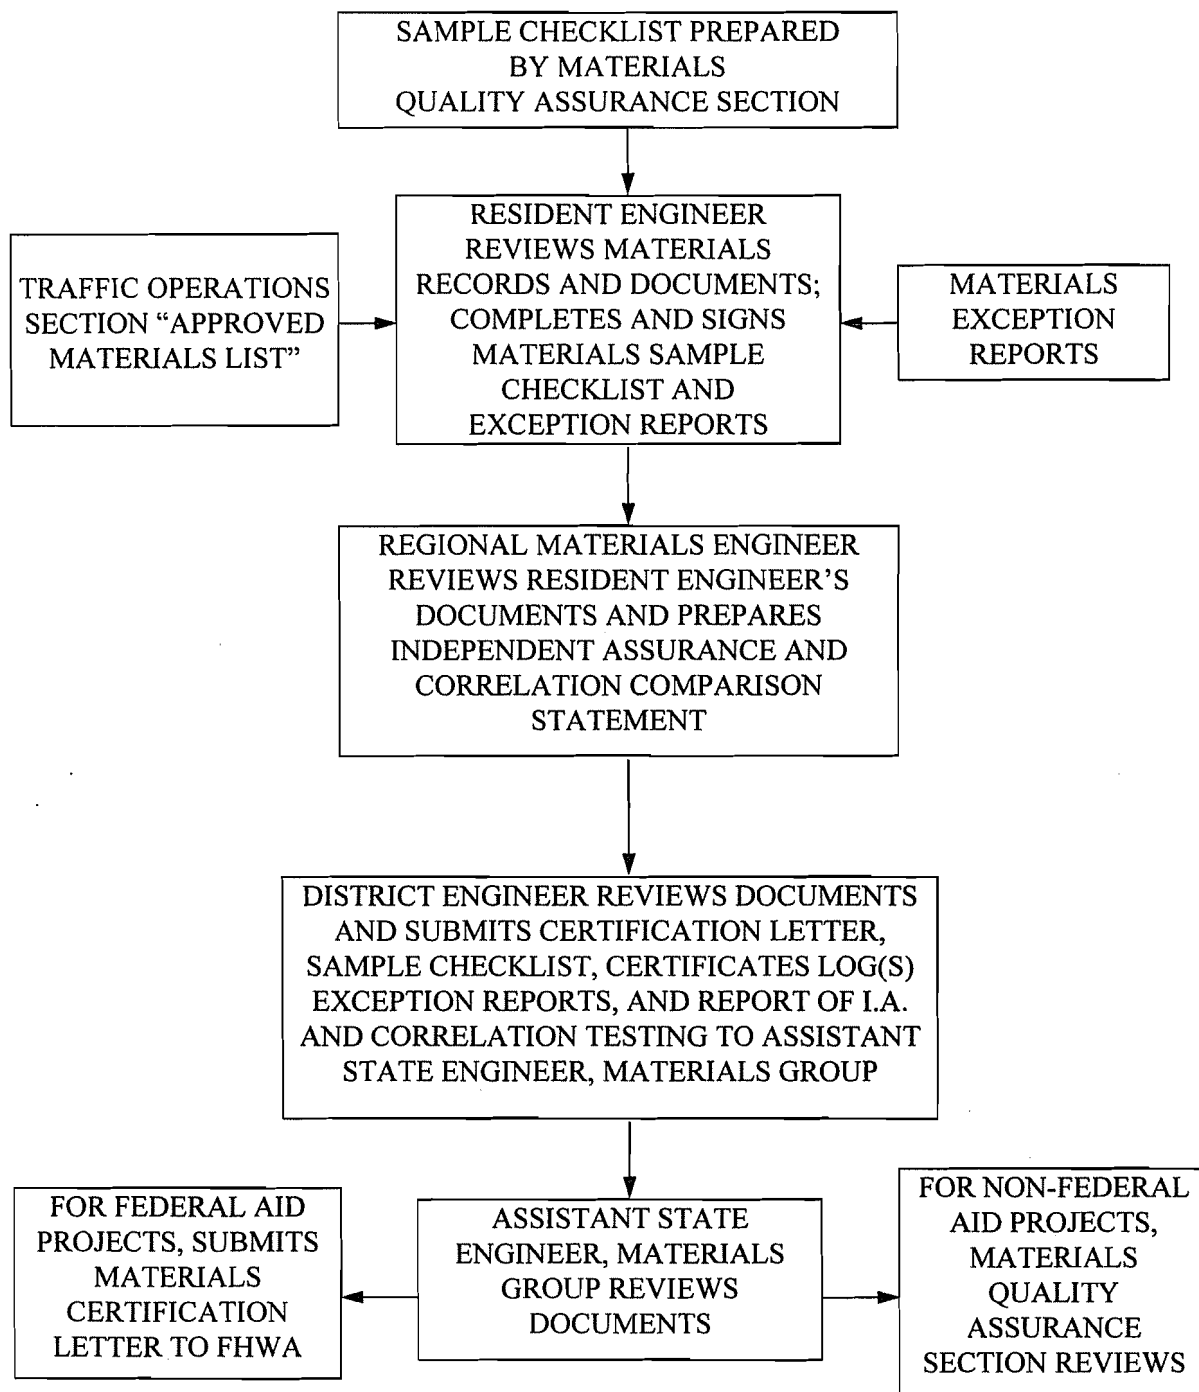 SAMPLE CHECKLIST PREPARED
BY MATERIALS
QUALITY ASSURANCE SECTION
TRAFFIC OPERATIONS
SECTION “APPROVED
MATERIALS LIST”
RESIDENT ENGINEER
REVIEWS MATERIALS
RECORDS AND DOCUMENTS;
COMPLETES AND SIGNS
MATERIALS SAMPLE
CHECKLIST AND
EXCEPTION REPORTS
MATERIALS
EXCEPTION
REPORTS
REGIONAL MATERIALS ENGINEER
REVIEWS RESIDENT ENGINEER’S
DOCUMENTS AND PREPARES
INDEPENDENT ASSURANCE AND
CORRELATION COMPARISON
STATEMENT
DISTRICT ENGINEER REVIEWS DOCUMENTS
AND SUBMITS CERTIFICATION LETTER,
SAMPLE CHECKLIST, CERTIFICATES LOG(S)
EXCEPTION REPORTS, AND REPORT OF I.A.
AND CORRELATION TESTING TO ASSISTANT
STATE ENGINEER, MATERIALS GROUP
FOR FEDERAL AID
PROJECTS, SUBMITS
MATERIALS
CERTIFICATION
LETTER TO FHWA
ASSISTANT STATE
ENGINEER, MATERIALS
GROUP REVIEWS
DOCUMENTS
FOR NON-FEDERAL
AID PROJECTS,
MATERIALS
QUALITY
ASSURANCE
SECTION REVIEWS